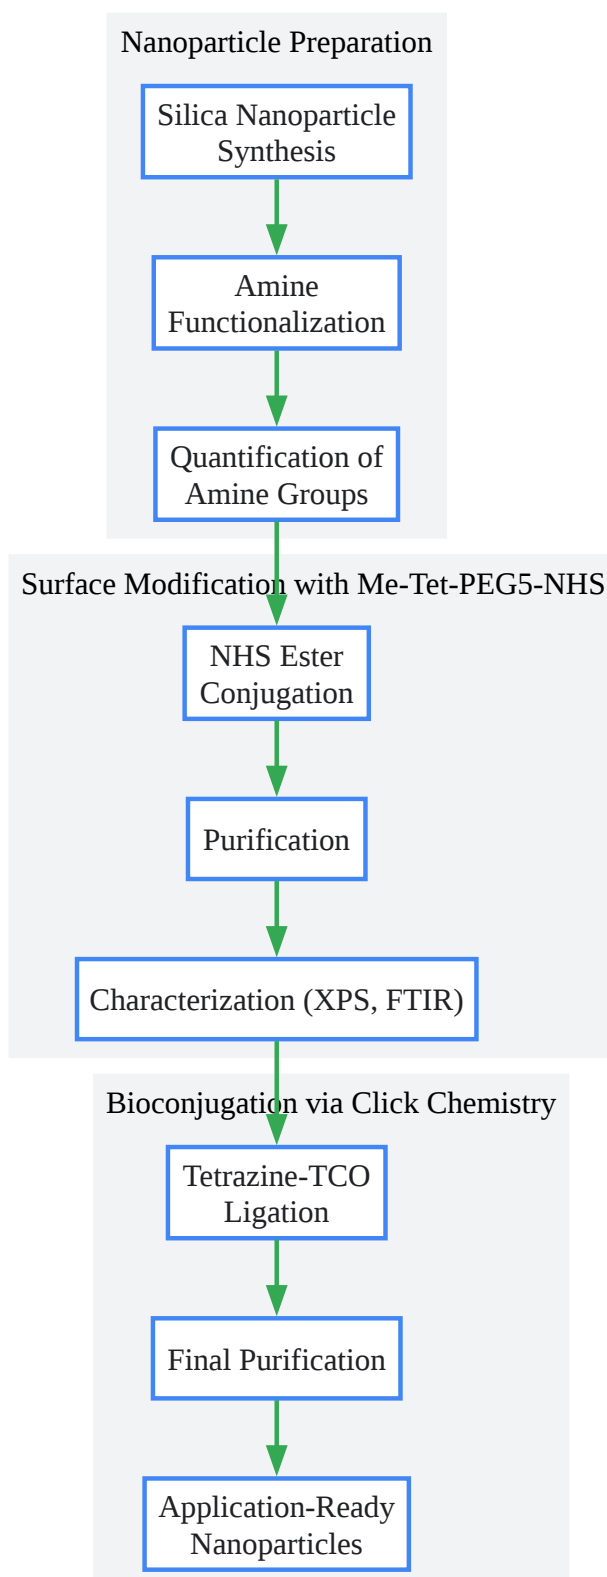 Nanoparticle Preparation
Silica Nanoparticle
Synthesis
Amine
Functionalization
Quantification of
Amine Groups
Surface Modification with Me-Tet-PEG5-NHS
NHS Ester
Conjugation
Purification
Characterization (XPS, FTIR)
Bioconjugation via Click Chemistry
Tetrazine-TCO
Ligation
Final Purification
Application-Ready
Nanoparticles